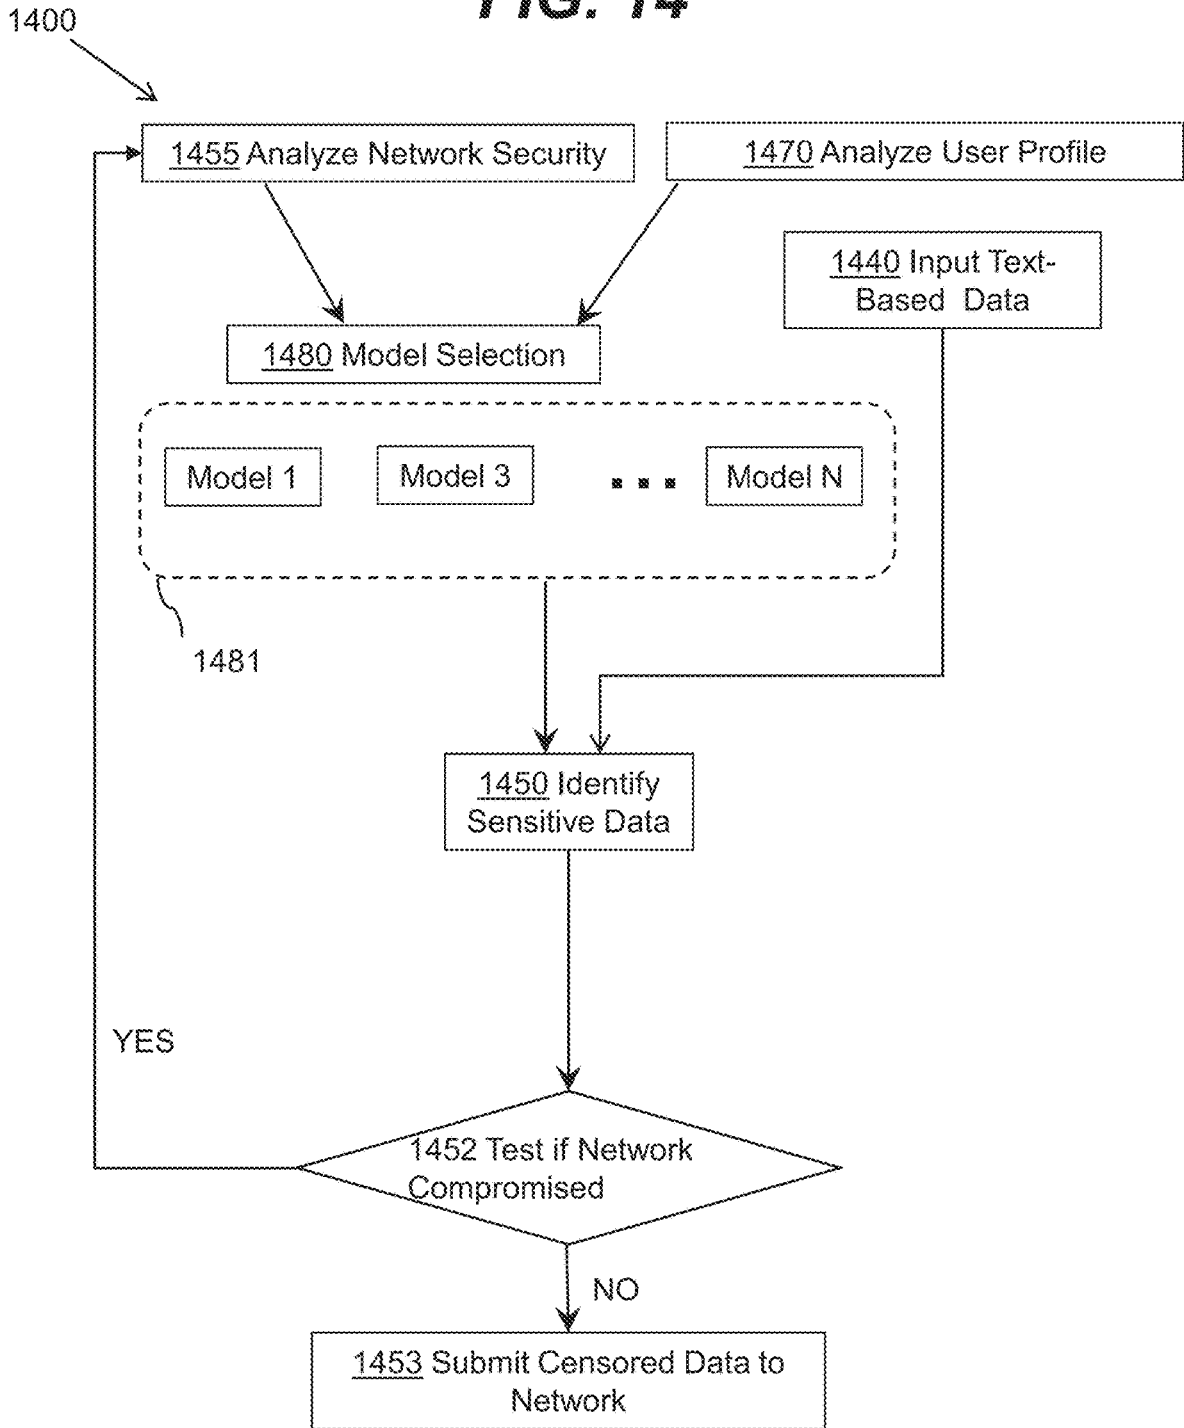 FIG. 14
1400
1455 Analyze Network Security
1470 Analyze User Profile
1440 Input Text-
Based Data
1480 Model Selection
Model 1
Model 3
...
Model N
1481
1450 Identify
Sensitive Data
YES
1452 Test if Network
Compromised
NO
1453 Submit Censored Data to
Network